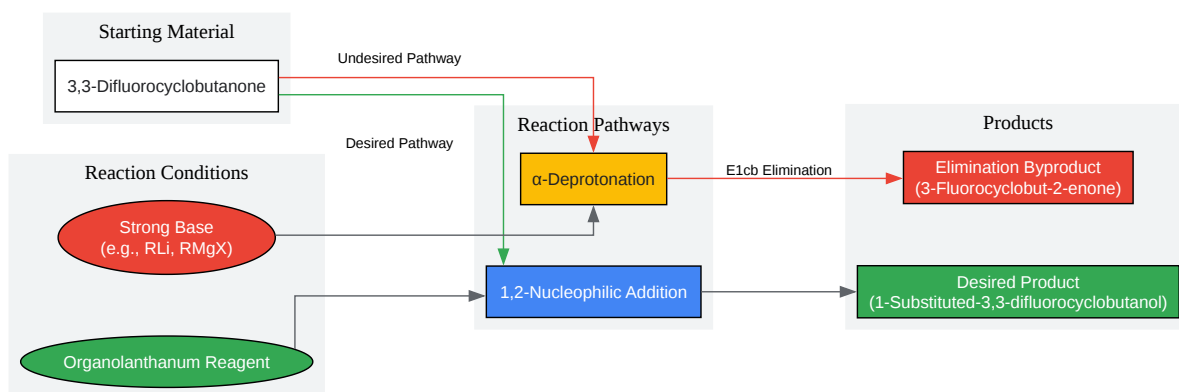 Starting Material
3,3-Difluorocyclobutanone
Undesired Pathway
Desired Pathway
Reaction Conditions
Strong Base
(e.g., RLi, RMgX)
Organolanthanum Reagent
Reaction Pathways
α-Deprotonation
1,2-Nucleophilic Addition
E1cb Elimination
Products
Elimination Byproduct
(3-Fluorocyclobut-2-enone)
Desired Product
(1-Substituted-3,3-difluorocyclobutanol)